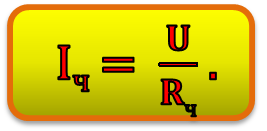 Iч = U/Rч.